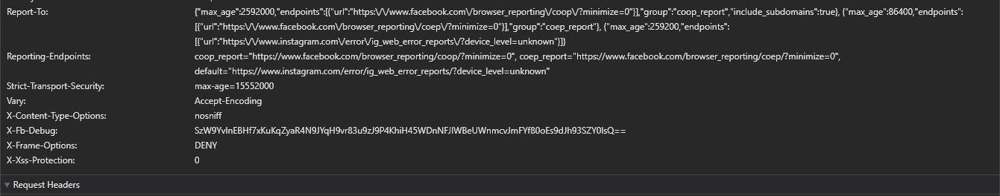 Report-To: {"max_age":2592000,"endpoints":[{"url":"https:\/\/www.facebook.com\/browser_reporting\/coop\/?minimize=0"}],"group":"coop_report","include_subdomains":true}, {"max_age":86400,"endpoints":
[{"url":"https:\/\/www.facebook.com\/browser_reporting\/coep\/?minimize=0"}],"group":"coep_report"}, {"max_age":259200,"endpoints":
[{"url":"https:\/\/www.instagram.com\/error\/ig_web_error_reports\/?device_level=unknown"}]}
Reporting-Endpoints: coop_report="https://www.facebook.com/browser_reporting/coop/?minimize=0", coep_report="https://www.facebook.com/browser_reporting/coep/?minimize=0",
default="https://www.instagram.com/error/ig_web_error_reports/?device_level=unknown"
Strict-Transport-Security: max-age=15552000
Vary: Accept-Encoding
X-Content-Type-Options: nosniff
X-Fb-Debug:
X-Frame-Options: DENY
X-Xss-Protection: 0
Request Headers